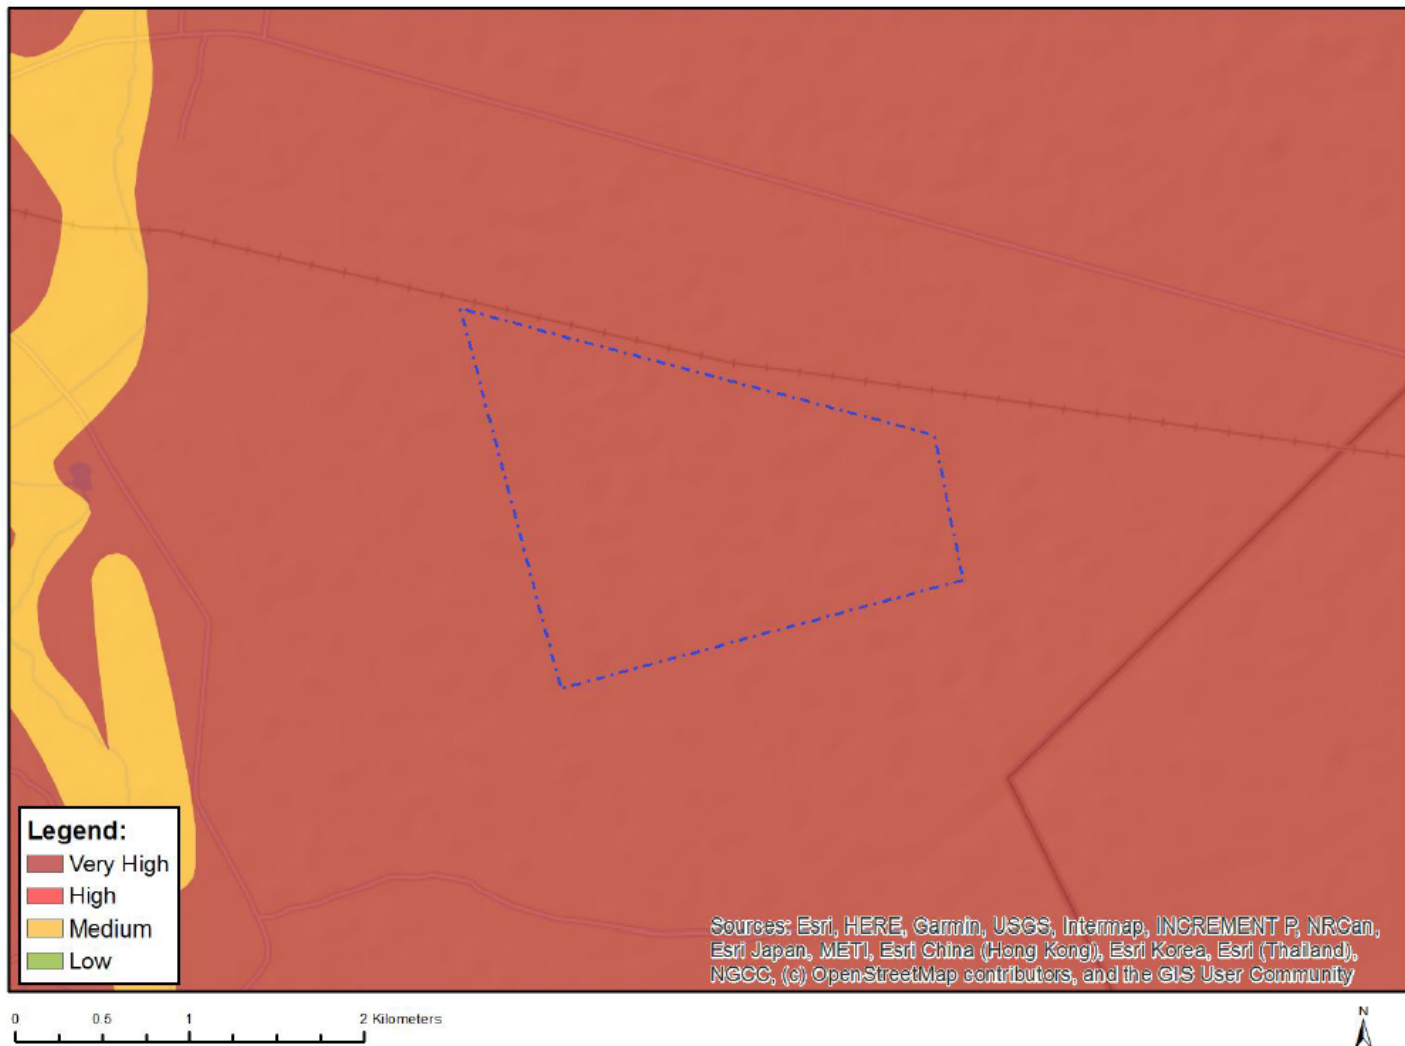 Legend:
Very High
High
Medium
Low
Sources: Esri, HERE, Garmin, USGS, Intermap, INCREMENT P, NRCan,
Esri Japan, METI, Esri China (Hong Kong), Esri Korea, Esri (Thailand),
NGCC, (c) OpenStreetMap contributors, and the GIS User Community
0 0.5 1 2 Kilometers
N